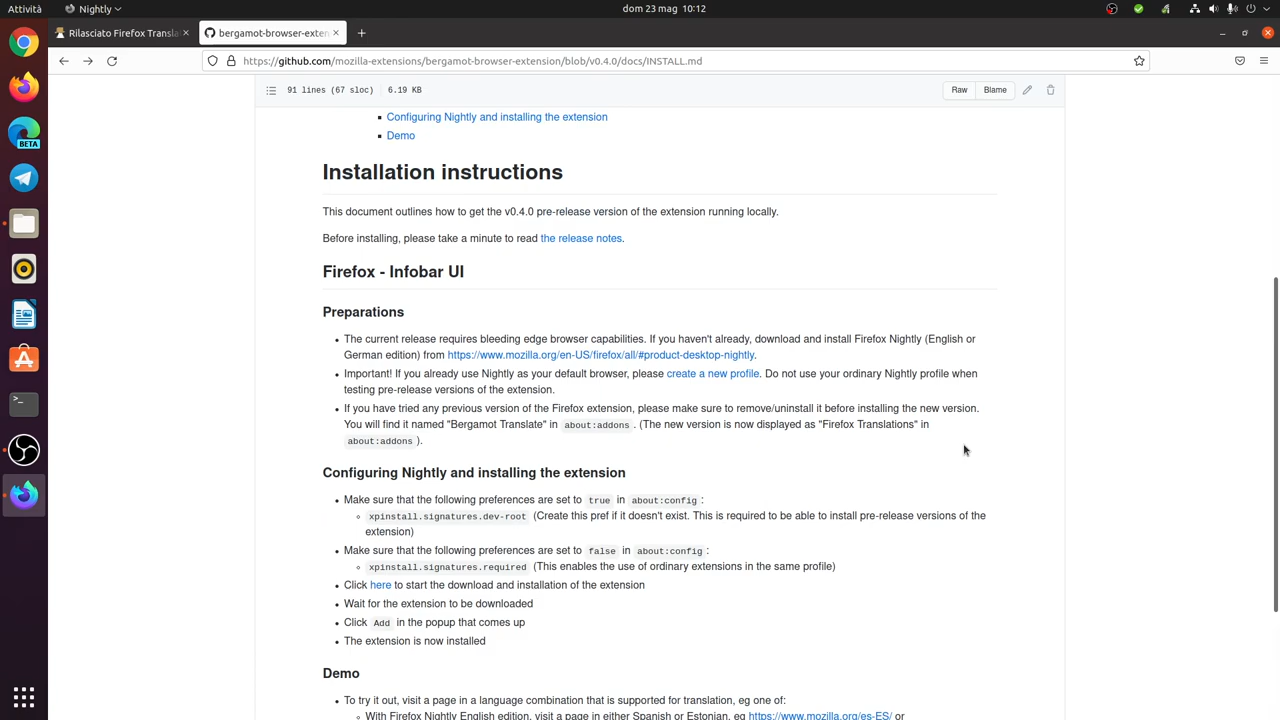 Attività
Nightly
dom 23 mag 10:12
Rilasciato Firefox Transla
bergamot-browser-exten
https://github.com/mozilla-extensions/bergamot-browser-extension/blob/v0.4.0/docs/INSTALL.md
91 lines (67 sloc) 6.19 KB
Raw Blame
Configuring Nightly and installing the extension
Demo
Installation instructions
This document outlines how to get the v0.4.0 pre-release version of the extension running locally.
Before installing, please take a minute to read the release notes.
Firefox - Infobar UI
Preparations
The current release requires bleeding edge browser capabilities. If you haven't already, download and install Firefox Nightly (English or
German edition) from https://www.mozilla.org/en-US/firefox/all/#product-desktop-nightly.
Important! If you already use Nightly as your default browser, please create a new profile. Do not use your ordinary Nightly profile when
testing pre-release versions of the extension.
If you have tried any previous version of the Firefox extension, please make sure to remove/uninstall it before installing the new version.
You will find it named "Bergamot Translate" in about:addons. (The new version is now displayed as "Firefox Translations" in
about:addons ).
Configuring Nightly and installing the extension
Make sure that the following preferences are set to true in about:config :
xpinstall.signatures.dev-root (Create this pref if it doesn't exist. This is required to be able to install pre-release versions of the
extension)
Make sure that the following preferences are set to false in about:config :
xpinstall.signatures.required (This enables the use of ordinary extensions in the same profile)
Click here to start the download and installation of the extension
Wait for the extension to be downloaded
Click Add in the popup that comes up
The extension is now installed
Demo
To try it out, visit a page in a language combination that is supported for translation, eg one of:
With Firefox Nightly English edition, visit a page in either Spanish or Estonian, eg https://www.mozilla.org/es-ES/ or
BETA